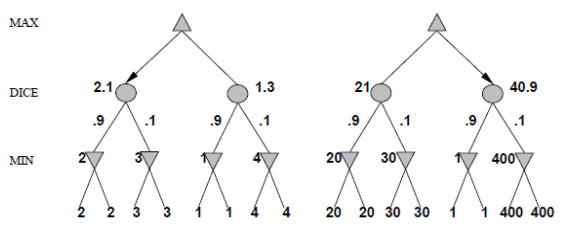 MAX
DICE 2.1 1.3 21 40.9
.9 .1 .9 .1 .9 .1 .9 .1
MIN 2 3 1 4 20 30 1 400
2 2 3 3 1 1 4 4 20 20 30 30 1 1 400 400